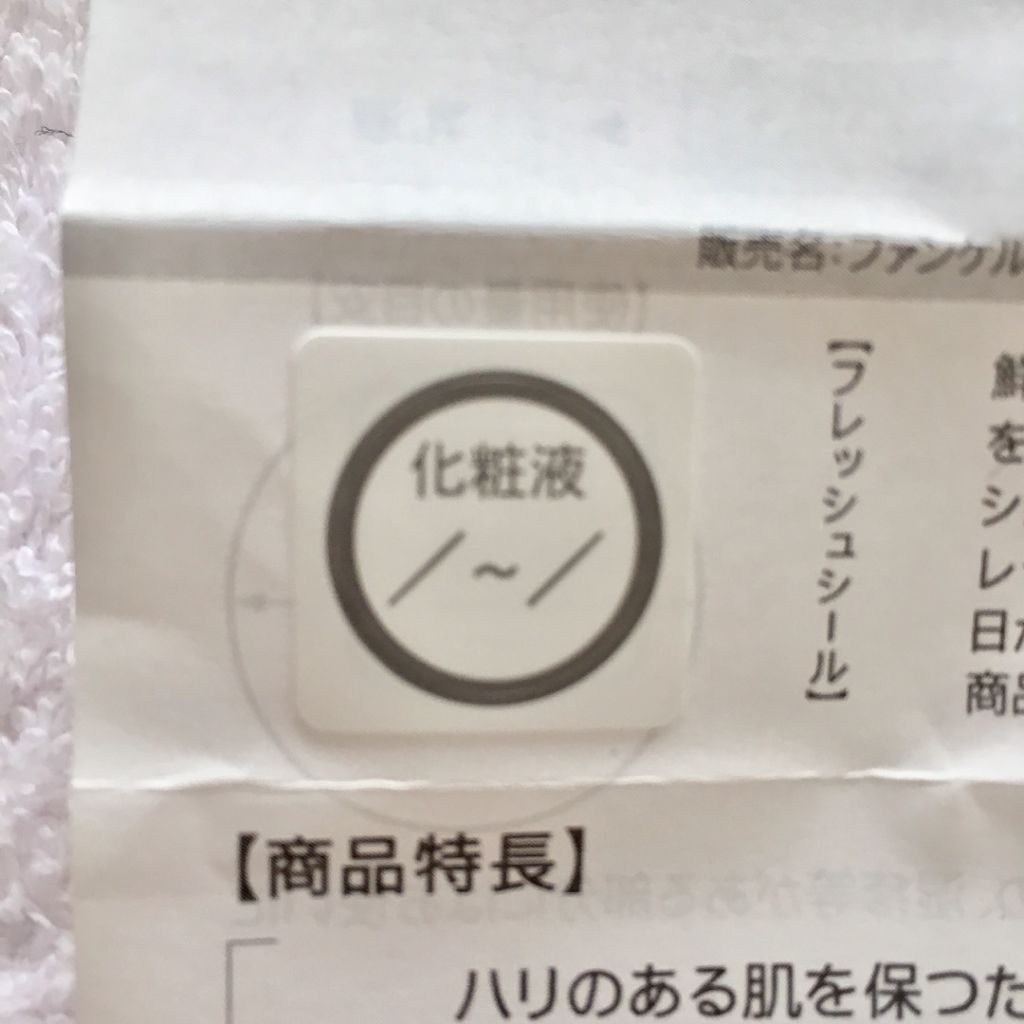 販売名:ファンケル
化粧液
／～／
【フレッシュシール】
鮮
を
シ
レ
日
商品
【商品特長】
ハリのある肌を保つた